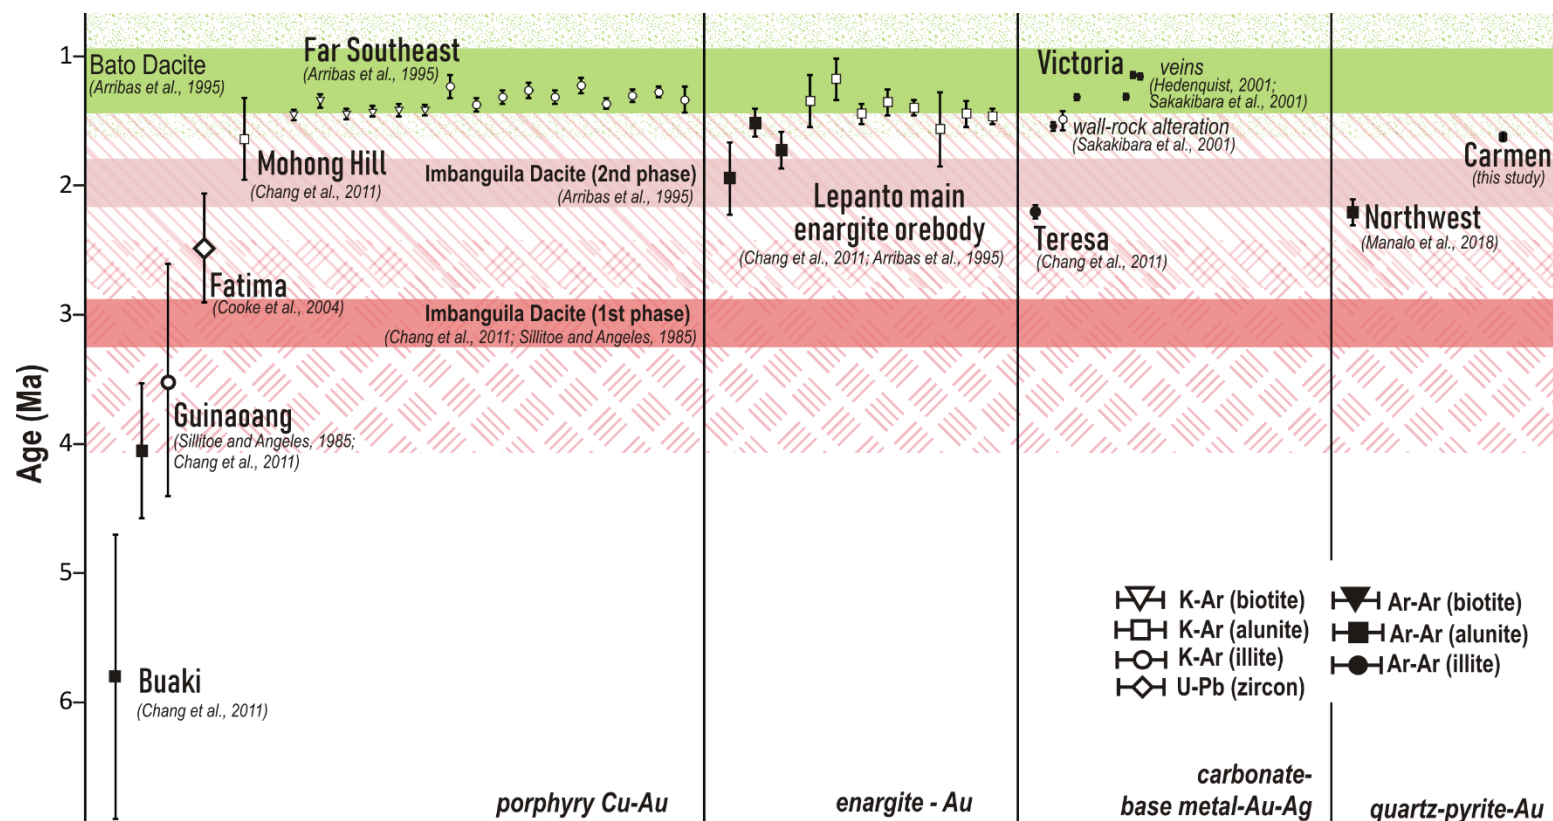 Age (Ma)
1
2
3
4
5
6
Bato Dacite
(Arribas et al., 1995)
Far Southeast
(Arribas et al., 1995)
Mohong Hill
(Chang et al., 2011)
Fatima
(Cooke et al., 2004)
Guinaoang
(Sillitoe and Angeles, 1985;
Chang et al., 2011)
Buaki
(Chang et al., 2011)
Imbanguila Dacite (2nd phase)
(Arribas et al., 1995)
Imbanguila Dacite (1st phase)
(Chang et al., 2011; Sillitoe and Angeles, 1985)
porphyry Cu-Au
Lepanto main
enargite orebody
(Chang et al., 2011; Arribas et al., 1995)
enargite - Au
Victoria
veins
(Hedenquist, 2001;
Sakakibara et al., 2001)
wall-rock alteration
(Sakakibara et al., 2001)
Teresa
(Chang et al., 2011)
carbonate-
base metal-Au-Ag
Carmen
(this study)
Northwest
(Manalo et al., 2018)
quartz-pyrite-Au
K-Ar (biotite)
K-Ar (alunite)
K-Ar (illite)
U-Pb (zircon)
Ar-Ar (biotite)
Ar-Ar (alunite)
Ar-Ar (illite)